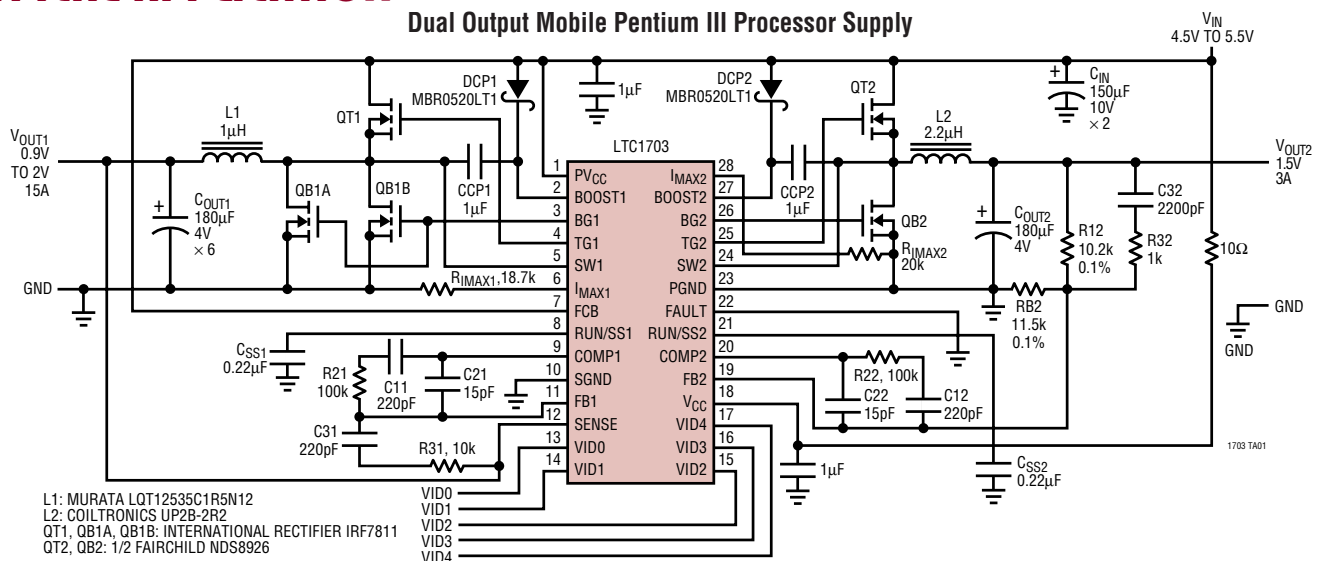 Dual Output Mobile Pentium III Processor Supply
VIN
4.5V TO 5.5V
DCP1
MBR0520LT1
1µF
DCP2
MBR0520LT1
QT2
+
CIN
150µF
10V
× 2
QT1
L1
1µH
L2
2.2µH
VOUT1
0.9V
TO 2V
15A
LTC1703
VOUT2
1.5V
3A
+
COUT1
180µF
4V
× 6
QB1A
QB1B
CCP1
1µF
CCP2
1µF
QB2
+
COUT2
180µF
4V
R12
10.2k
0.1%
C32
2200pF
R32
1k
10Ω
1 PVCC
2 BOOST1
3 BG1
4 TG1
5 SW1
6 IMAX1
7 FCB
8 RUN/SS1
9 COMP1
10 SGND
11 FB1
12 SENSE
13 VID0
14 VID1
IMAX2 28
BOOST2 27
BG2 26
TG2 25
SW2 24
PGND 23
FAULT 22
RUN/SS2 21
COMP2 20
FB2 19
VCC 18
VID4 17
VID3 16
VID2 15
GND
RIMAX1,18.7k
RIMAX2
20k
RB2
11.5k
0.1%
GND
GND
CSS1
0.22µF
R21
100k
C11
220pF
C21
15pF
C31
220pF
R31, 10k
R22, 100k
C22
15pF
C12
220pF
1µF
CSS2
0.22µF
1703 TA01
VID0
VID1
VID2
VID3
VID4
L1: MURATA LQT12535C1R5N12
L2: COILTRONICS UP2B-2R2
QT1, QB1A, QB1B: INTERNATIONAL RECTIFIER IRF7811
QT2, QB2: 1/2 FAIRCHILD NDS8926